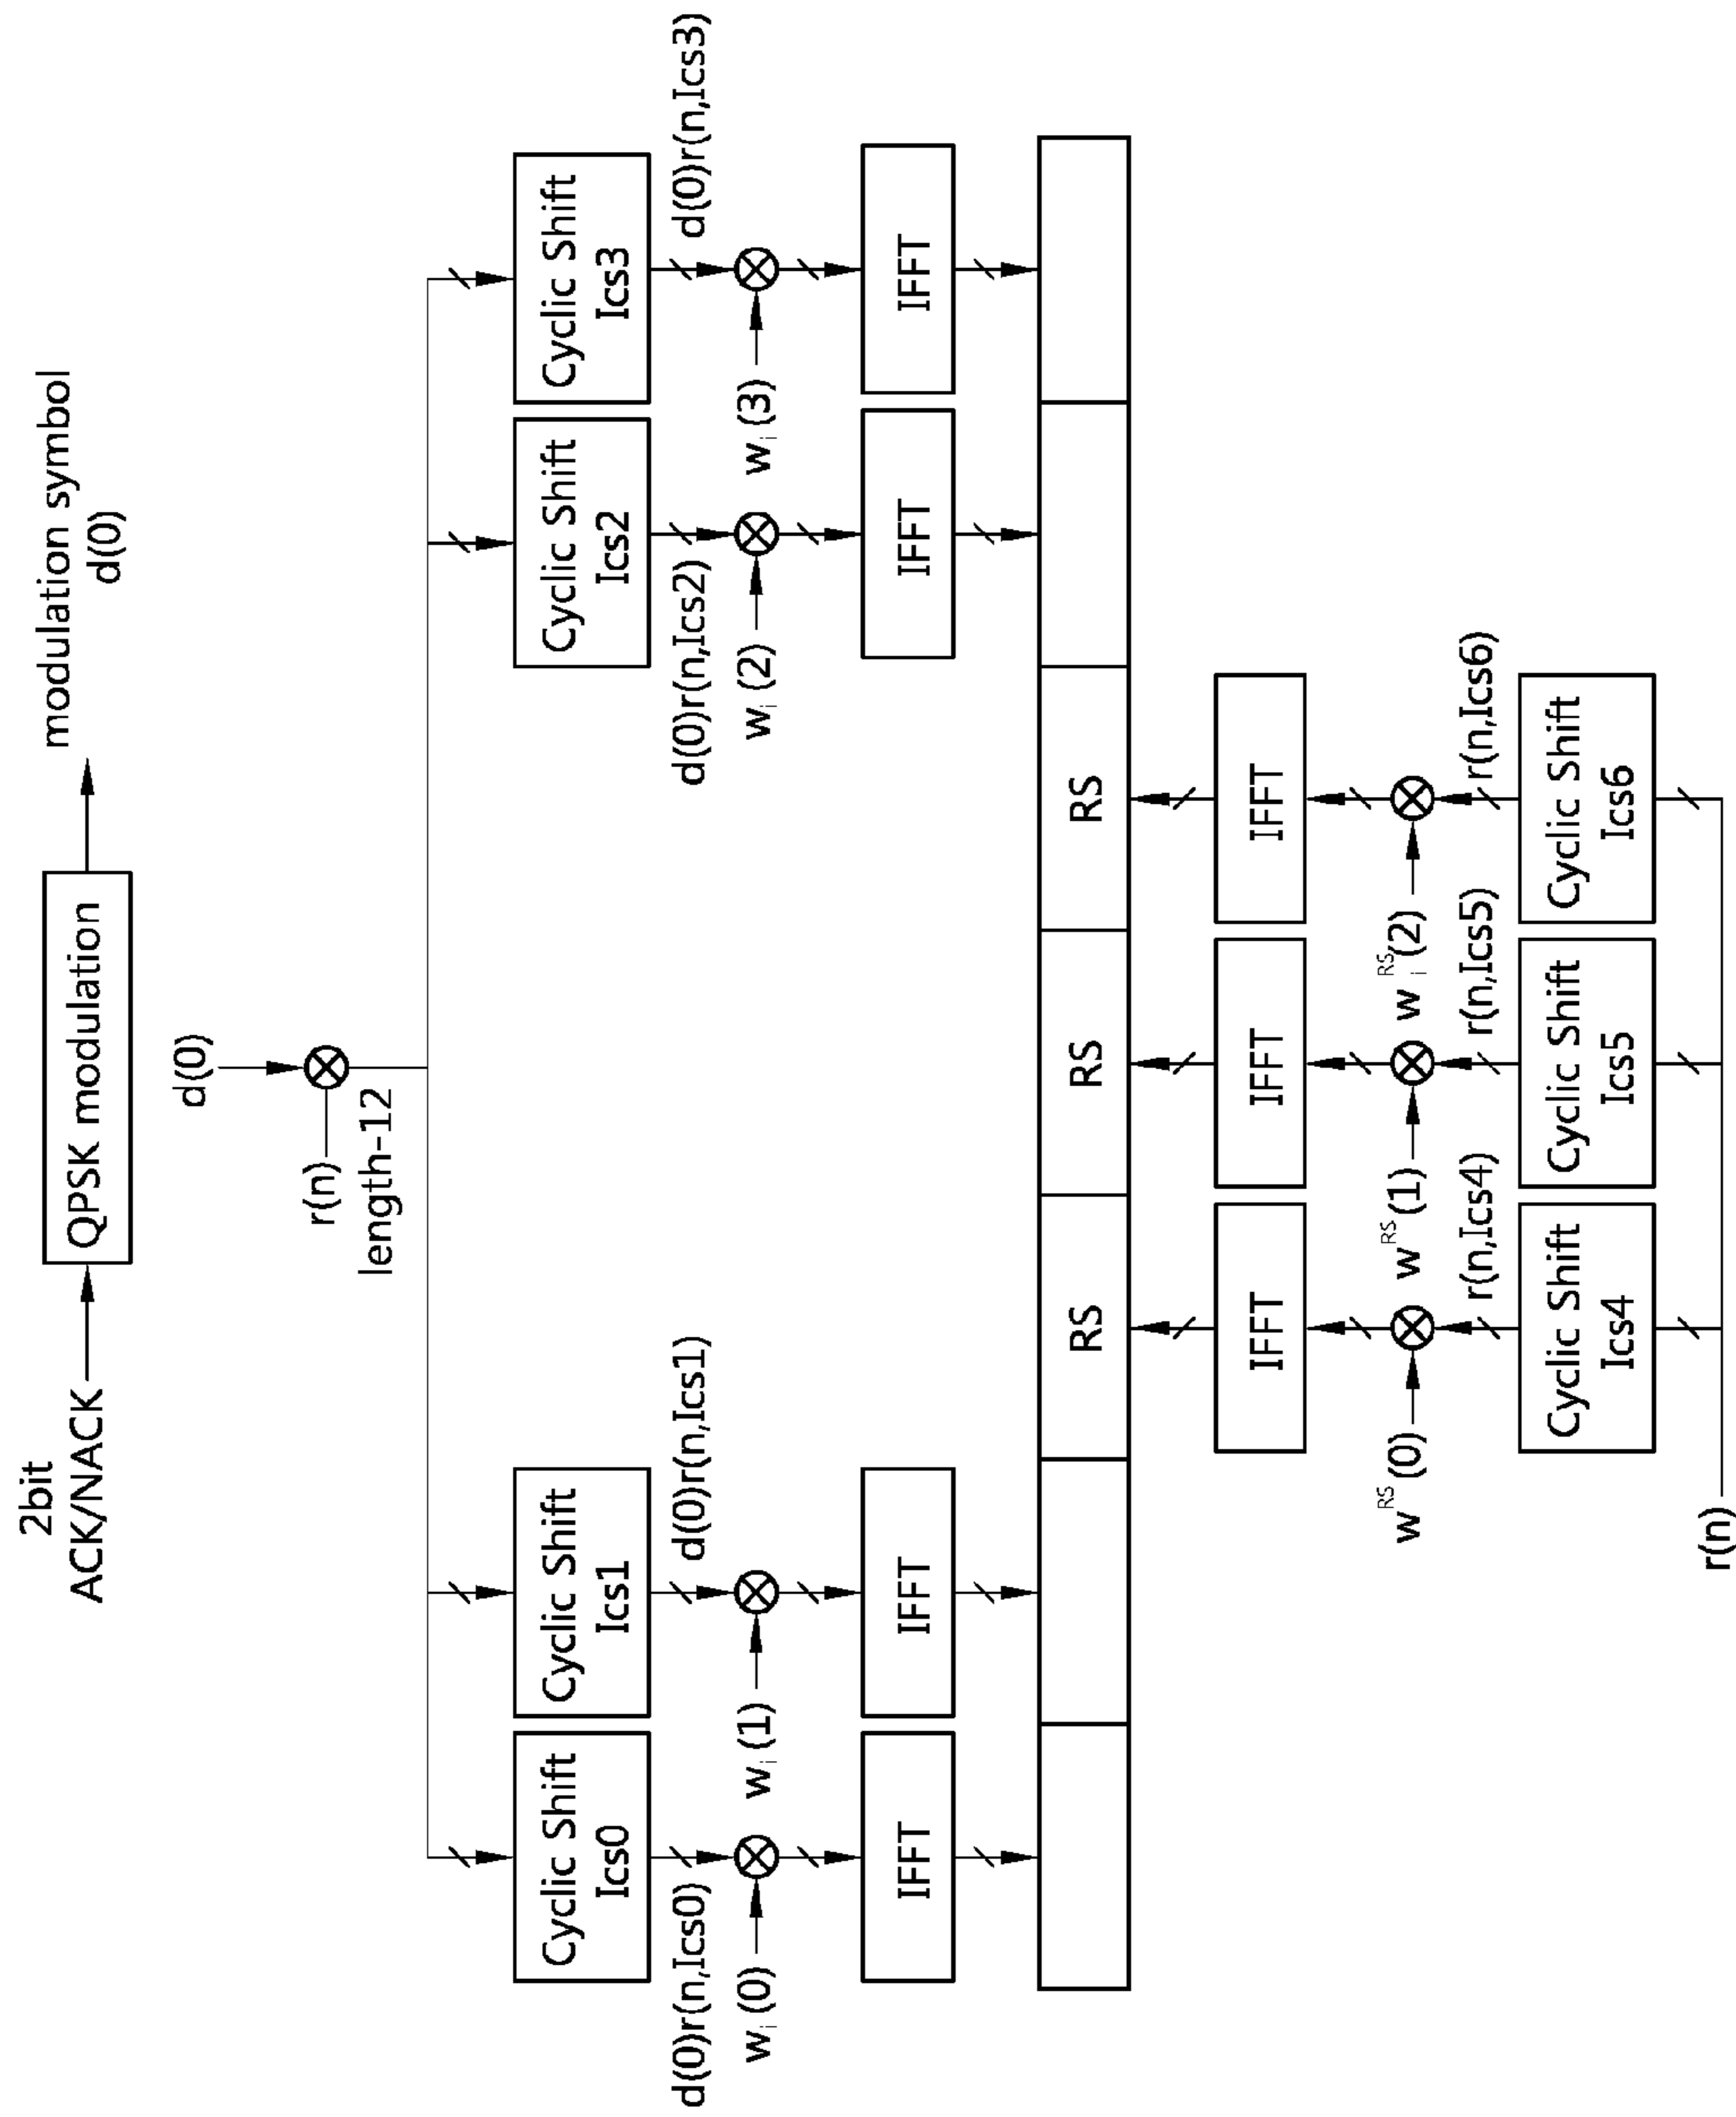 2bit
ACK/NACK
QPSK modulation
modulation symbol
d(0)
d(0)
r(n)
length-12
Cyclic Shift
Ics0
Cyclic Shift
Ics1
Cyclic Shift
Ics2
Cyclic Shift
Ics3
d(0)r(n,Ics0)
d(0)r(n,Ics1)
d(0)r(n,Ics2)
d(0)r(n,Ics3)
wᵢ(0)
wᵢ(1)
wᵢ(2)
wᵢ(3)
IFFT
IFFT
IFFT
IFFT
RS
RS
RS
IFFT
IFFT
IFFT
w^RS(0)
w^RS(1)
w^RS_i(2)
r(n,Ics4)
r(n,Ics5)
r(n,Ics6)
Cyclic Shift
Ics4
Cyclic Shift
Ics5
Cyclic Shift
Ics6
r(n)